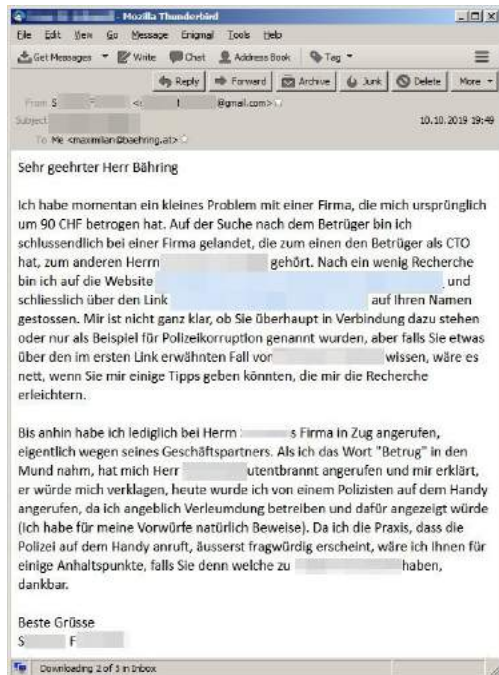 - Mozilla Thunderbird
File Edit View Go Message Enigmal Tools Help
Get Messages Write Chat Address Book Tag
Reply Forward Archive Junk Delete More
From S < @gmail.com>
Subject 10.10.2019 19:49
To Me <maximilian@baehring.at>
Sehr geehrter Herr Bähring
Ich habe momentan ein kleines Problem mit einer Firma, die mich ursprünglich
um 90 CHF betrogen hat. Auf der Suche nach dem Betrüger bin ich
schlussendlich bei einer Firma gelandet, die zum einen den Betrüger als CTO
hat, zum anderen Herrn gehört. Nach ein wenig Recherche
bin ich auf die Website , und
schliesslich über den Link auf Ihren Namen
gestossen. Mir ist nicht ganz klar, ob Sie überhaupt in Verbindung dazu stehen
oder nur als Beispiel für Polizeikorruption genannt wurden, aber falls Sie etwas
über den im ersten Link erwähnten Fall von wissen, wäre es
nett, wenn Sie mir einige Tipps geben könnten, die mir die Recherche
erleichtern.
Bis anhin habe ich lediglich bei Herrn s Firma in Zug angerufen,
eigentlich wegen seines Geschäftspartners. Als ich das Wort "Betrug" in den
Mund nahm, hat mich Herr utentbrannt angerufen und mir erklärt,
er würde mich verklagen, heute wurde ich von einem Polizisten auf dem Handy
angerufen, da ich angeblich Verleumdung betreiben und dafür angezeigt würde
(Ich habe für meine Vorwürfe natürlich Beweise). Da ich die Praxis, dass die
Polizei auf dem Handy anruft, äusserst fragwürdig erscheint, wäre ich Ihnen für
einige Anhaltspunkte, falls Sie denn welche zu haben,
dankbar.
Beste Grüsse
S F
Downloading 2 of 5 in Inbox